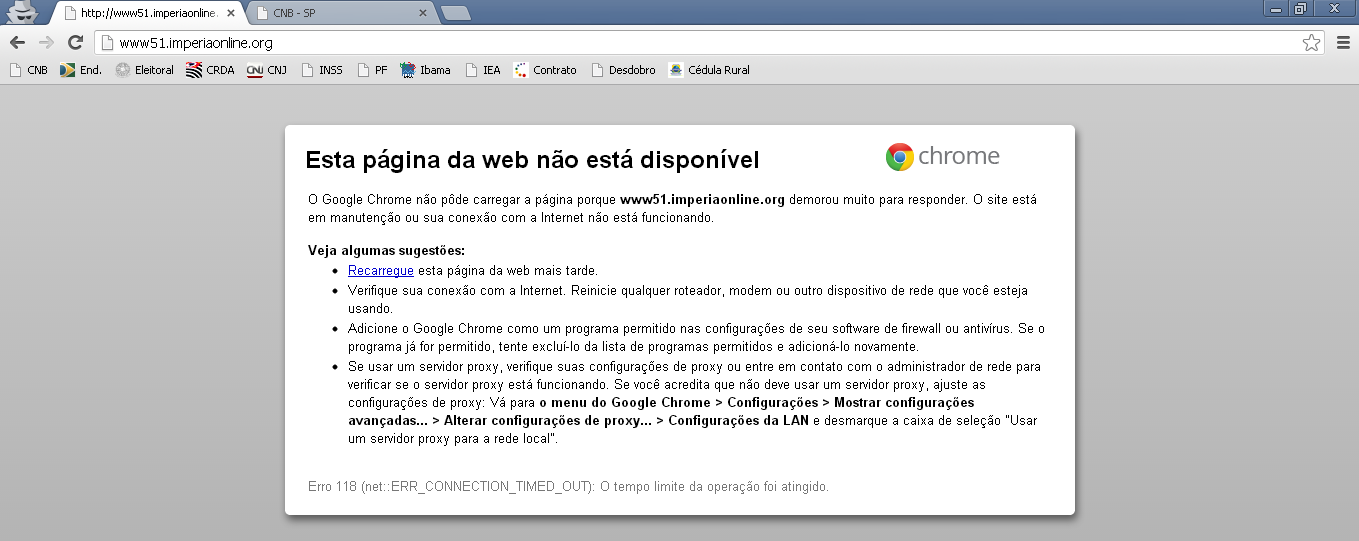 http://www51.imperiaonline.
CNB - SP
www51.imperiaonline.org
CNB End. Eleitoral CRDA CNJ CNJ INSS PF Ibama IEA Contrato Desdobro Cédula Rural
Esta página da web não está disponível
chrome
O Google Chrome não pôde carregar a página porque www51.imperiaonline.org demorou muito para responder. O site está
em manutenção ou sua conexão com a Internet não está funcionando.
Veja algumas sugestões:
• Recarregue esta página da web mais tarde.
• Verifique sua conexão com a Internet. Reinicie qualquer roteador, modem ou outro dispositivo de rede que você esteja
usando.
• Adicione o Google Chrome como um programa permitido nas configurações de seu software de firewall ou antivírus. Se o
programa já for permitido, tente excluí-lo da lista de programas permitidos e adicioná-lo novamente.
• Se usar um servidor proxy, verifique suas configurações de proxy ou entre em contato com o administrador de rede para
verificar se o servidor proxy está funcionando. Se você acredita que não deve usar um servidor proxy, ajuste as
configurações de proxy: Vá para o menu do Google Chrome > Configurações > Mostrar configurações
avançadas... > Alterar configurações de proxy... > Configurações da LAN e desmarque a caixa de seleção "Usar
um servidor proxy para a rede local".
Erro 118 (net::ERR_CONNECTION_TIMED_OUT): O tempo limite da operação foi atingido.